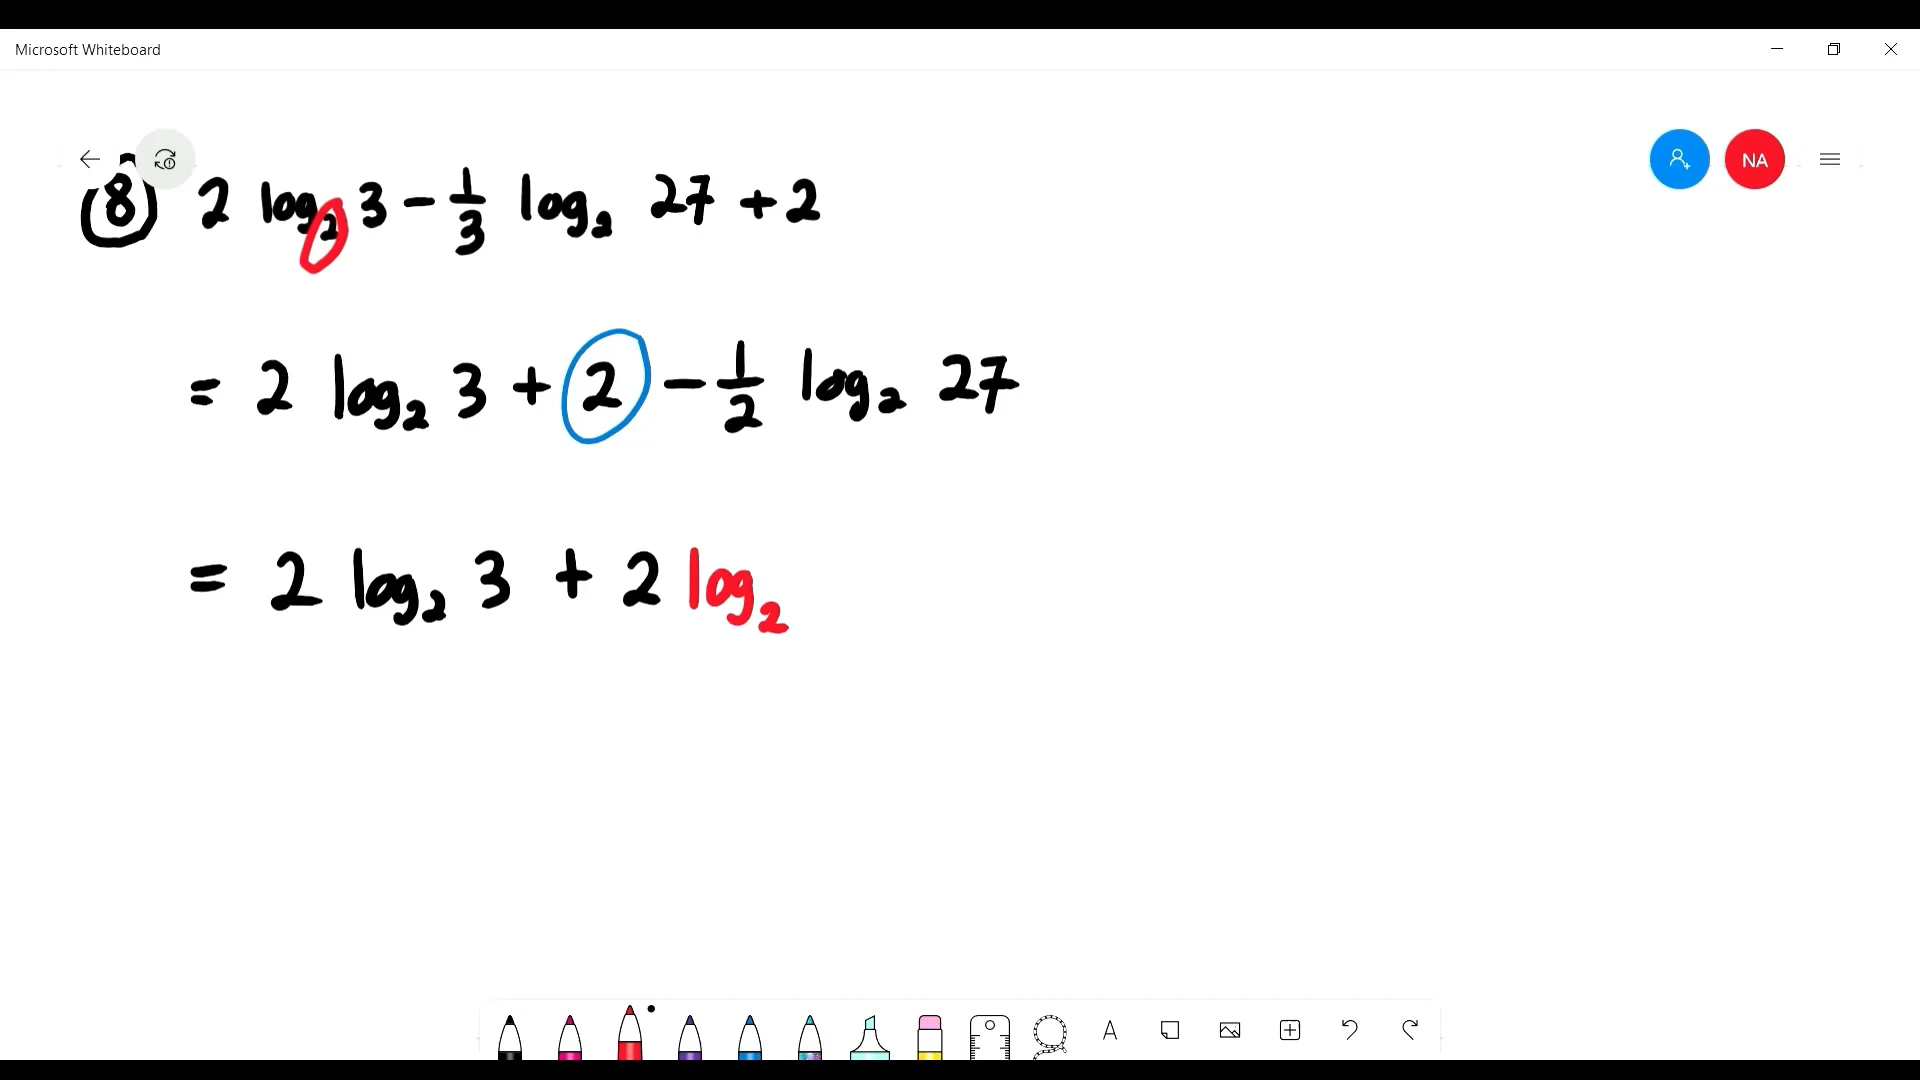 Microsoft Whiteboard
NA
(8) 2 log₂ 3 - 1/3 log₂ 27 + 2
= 2 log₂ 3 + 2 - 1/2 log₂ 27
= 2 log₂ 3 + 2 log₂
A